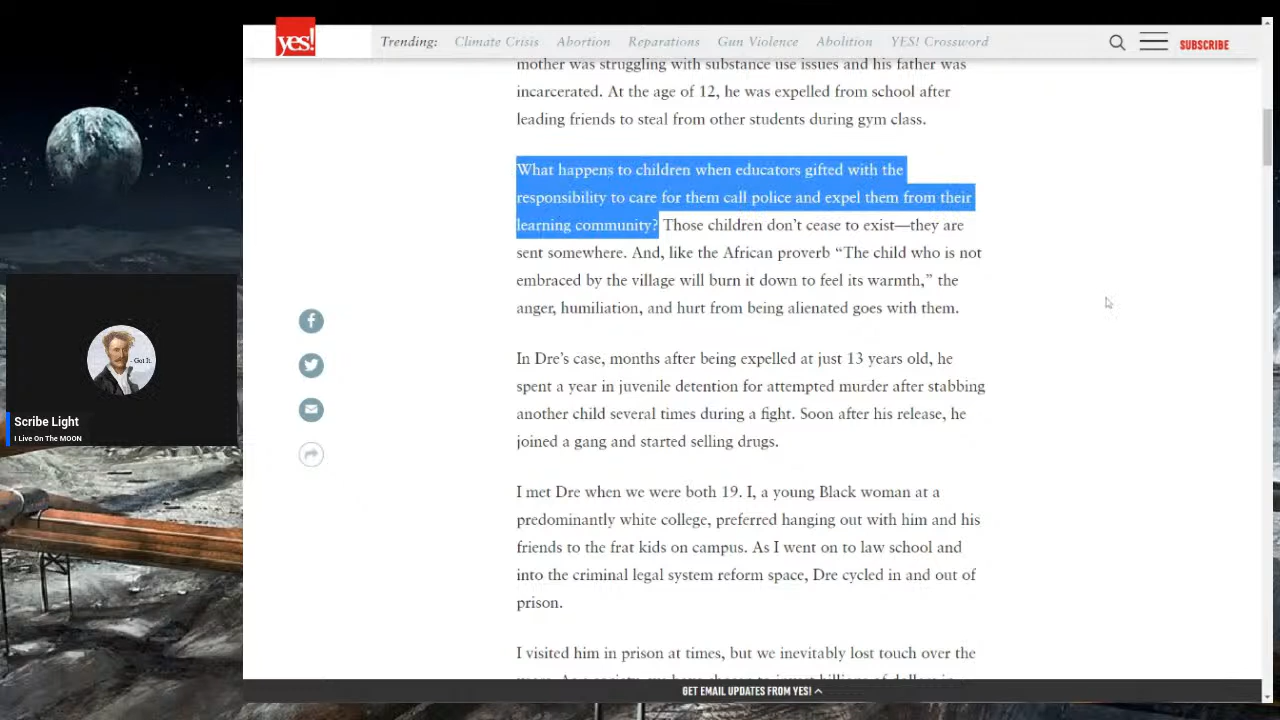 yes!
Trending: Climate Crisis Abortion Reparations Gun Violence Abolition YES! Crossword
SUBSCRIBE
mother was struggling with substance use issues and his father was
incarcerated. At the age of 12, he was expelled from school after
leading friends to steal from other students during gym class.
What happens to children when educators gifted with the
responsibility to care for them call police and expel them from their
learning community? Those children don’t cease to exist—they are
sent somewhere. And, like the African proverb “The child who is not
embraced by the village will burn it down to feel its warmth,” the
anger, humiliation, and hurt from being alienated goes with them.
In Dre’s case, months after being expelled at just 13 years old, he
spent a year in juvenile detention for attempted murder after stabbing
another child several times during a fight. Soon after his release, he
joined a gang and started selling drugs.
I met Dre when we were both 19. I, a young Black woman at a
predominantly white college, preferred hanging out with him and his
friends to the frat kids on campus. As I went on to law school and
into the criminal legal system reform space, Dre cycled in and out of
prison.
I visited him in prison at times, but we inevitably lost touch over the
GET EMAIL UPDATES FROM YES!
- Got It.
Scribe Light
I Live On The MOON